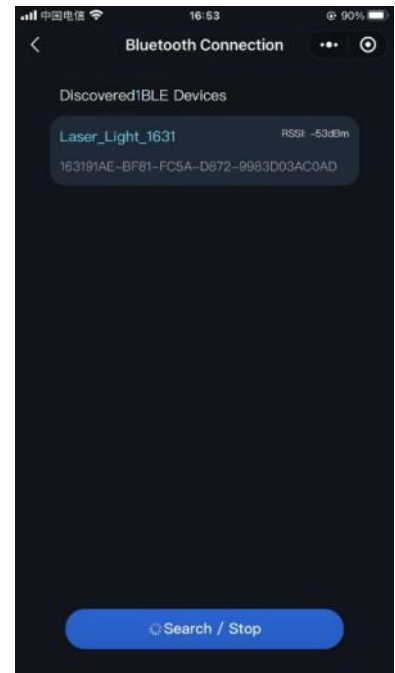 中国电信 16:53 90%
Bluetooth Connection
Discovered1BLE Devices
Laser_Light_1631 RSSI: -53dBm
163191AE-BF81-FC5A-D872-9983D03AC0AD
Search / Stop